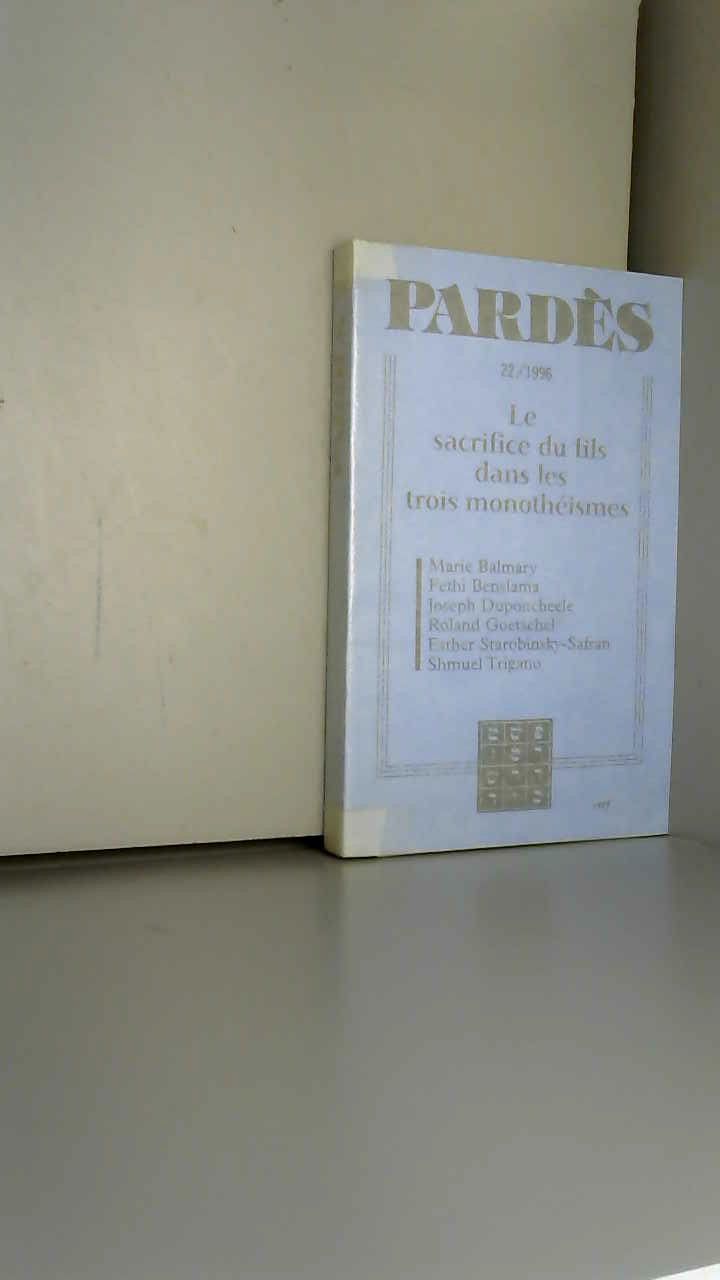 PARDÈS
22/1996
Le
sacrifice du fils
dans les
trois monothéismes
Marie Balmary
Fethi Benslama
Joseph Duponcheele
Roland Goetschel
Esther Starobinsky-Safran
Shmuel Trigano